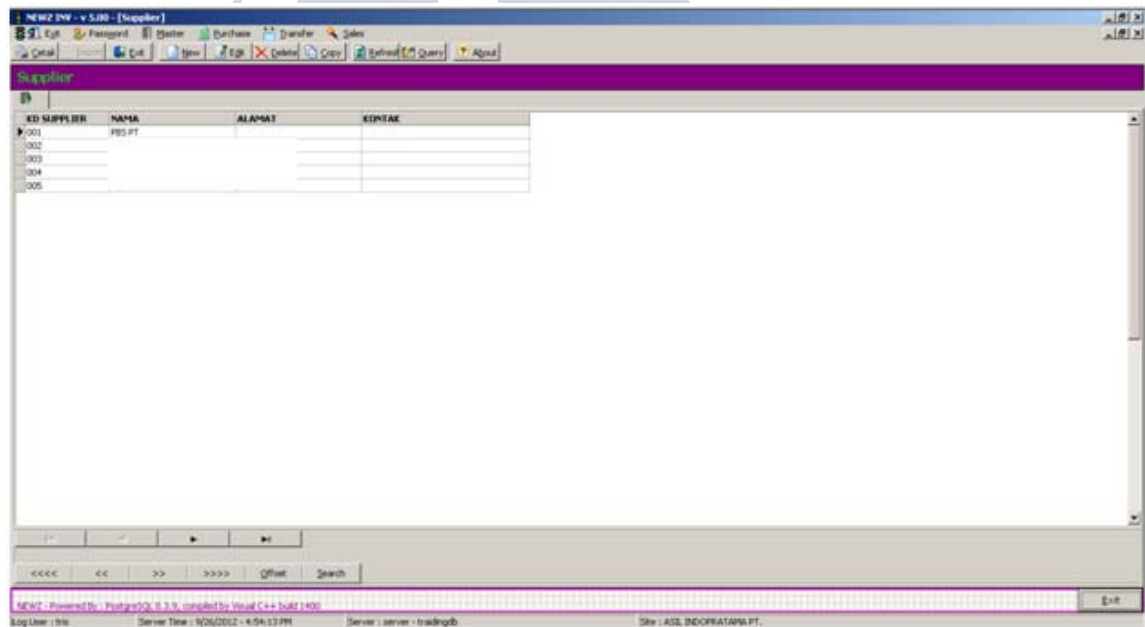 NEWZ INV - v 5.00 - [Supplier]
Exit Password Master Purchase Transfer Sales
Cetak Exit New Edit Delete Copy Refresh Query About
Supplier
KD SUPPLIER NAMA ALAMAT KONTAK
001 PBS PT
002
003
004
005
<<<< << >> >>>> Offset Search
NEWZ - Powered By : PostgreSQL 8.3.9, compiled by Visual C++ build 1400
Exit
Log User : tris Server Time : 9/26/2012 - 4:54:13 PM Server : server - tradingdb Site : ASIL INDOPRATAMA PT.